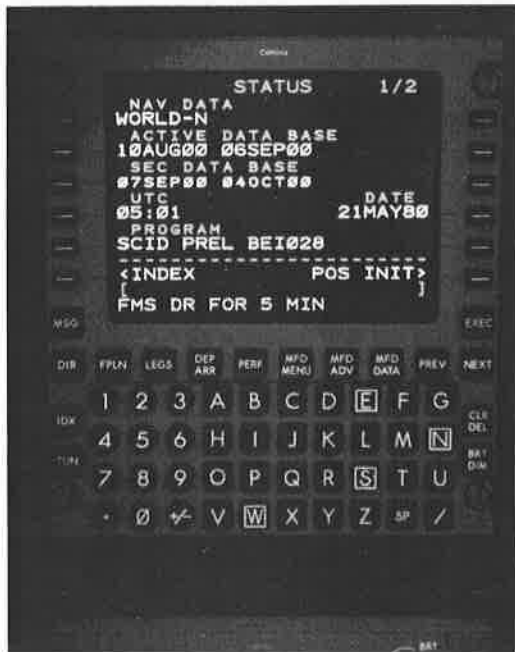 Collins
STATUS 1/2
NAV DATA
WORLD-N
ACTIVE DATA BASE
10AUG00 06SEP00
SEC DATA BASE
07SEP00 04OCT00
UTC DATE
05:01 21MAY80
PROGRAM
SCID PREL BEI028
--------------------
<INDEX POS INIT>
[ ]
FMS DR FOR 5 MIN
MSG EXEC
DIR FPLN LEGS DEP ARR PERF MFD MENU MFD ADV MFD DATA PREV NEXT
1 2 3 A B C D E F G
IDX CLR DEL
4 5 6 H I J K L M N
TUN BRT DIM
7 8 9 O P Q R S T U
. 0 +/- V W X Y Z SP /
BRT